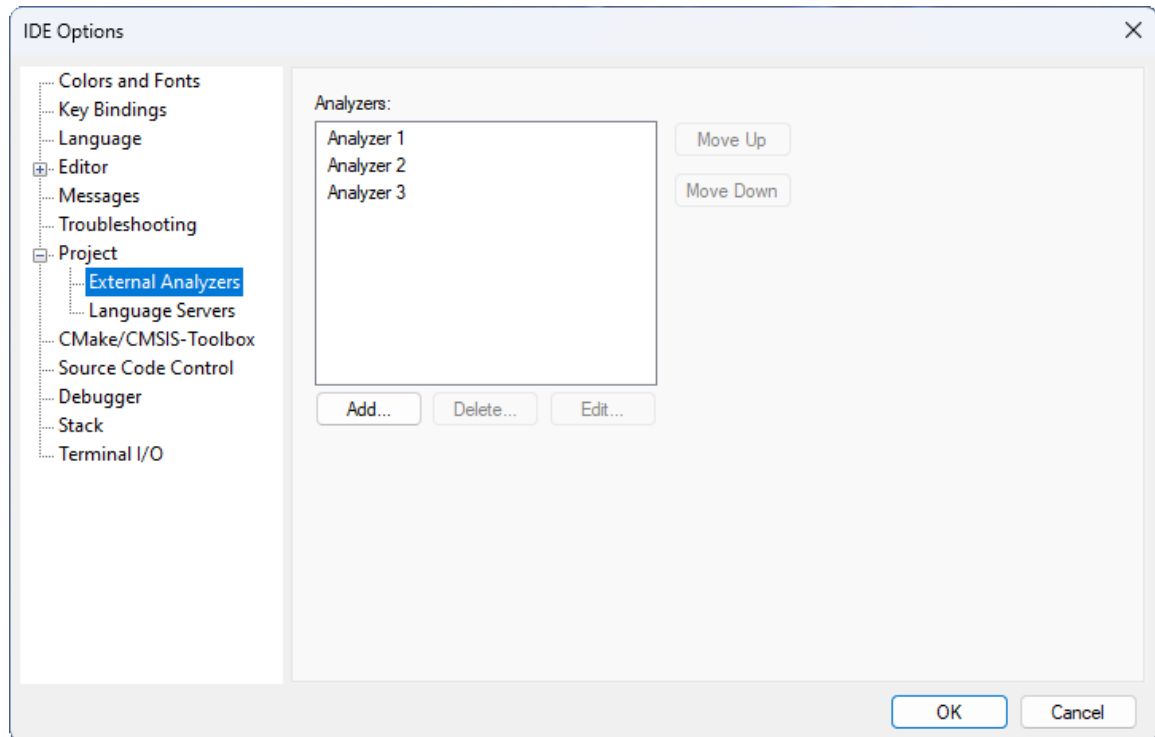 IDE Options
Colors and Fonts
Key Bindings
Language
Editor
Messages
Troubleshooting
Project
External Analyzers
Language Servers
CMake/CMSIS-Toolbox
Source Code Control
Debugger
Stack
Terminal I/O
Analyzers:
Analyzer 1
Analyzer 2
Analyzer 3
Move Up
Move Down
Add...
Delete...
Edit...
OK
Cancel